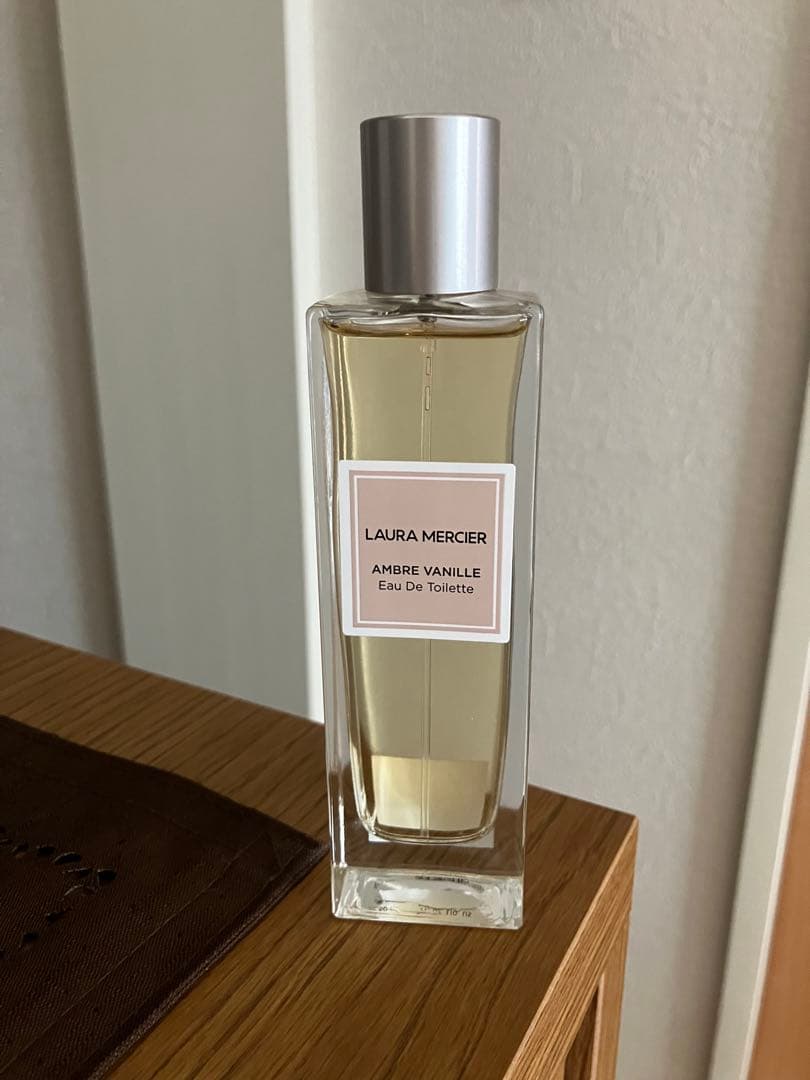 LAURA MERCIER
AMBRE VANILLE
Eau De Toilette